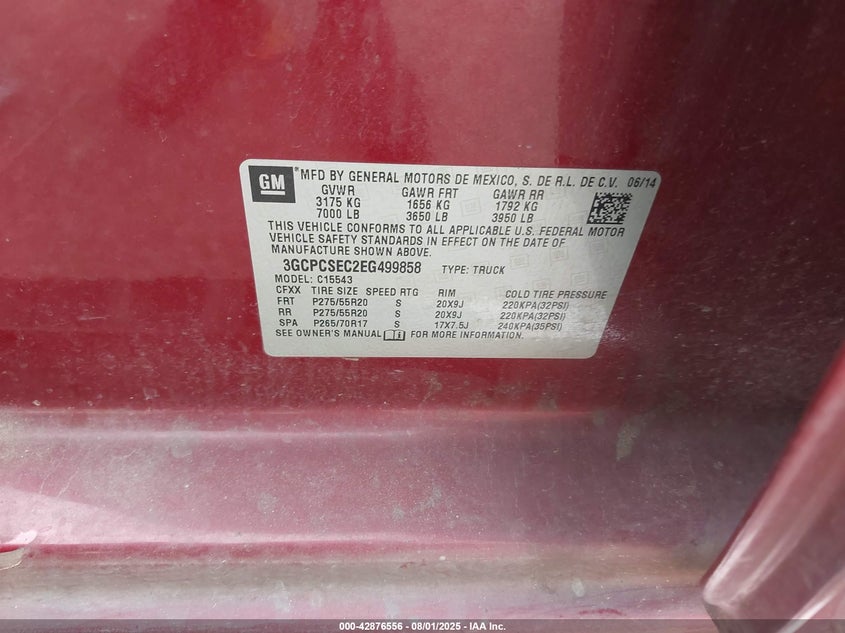 GM ® MFD BY GENERAL MOTORS DE MEXICO, S. DE R.L. DE C.V. 06/14
GVWR GAWR FRT GAWR RR
3175 KG 1656 KG 1792 KG
7000 LB 3650 LB 3950 LB
THIS VEHICLE CONFORMS TO ALL APPLICABLE U.S. FEDERAL MOTOR
VEHICLE SAFETY STANDARDS IN EFFECT ON THE DATE OF
MANUFACTURE SHOWN ABOVE.
3GCPCSEC2EG499858 TYPE: TRUCK
MODEL: C15543
CFXX TIRE SIZE SPEED RTG RIM COLD TIRE PRESSURE
FRT P275/55R20 S 20X9J 220KPA(32PSI)
RR P275/55R20 S 20X9J 220KPA(32PSI)
SPA P265/70R17 S 17X7.5J 240KPA(35PSI)
SEE OWNER'S MANUAL i FOR MORE INFORMATION.
000-42876556 | 08/01/2025 | IAA Inc.